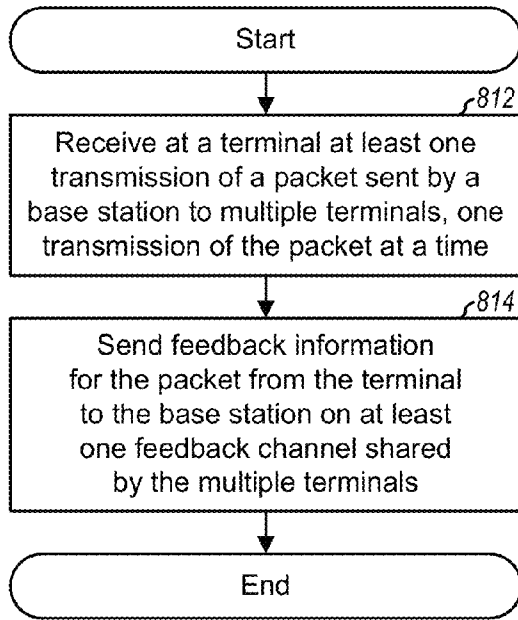 Start
812
Receive at a terminal at least one
transmission of a packet sent by a
base station to multiple terminals, one
transmission of the packet at a time
814
Send feedback information
for the packet from the terminal
to the base station on at least
one feedback channel shared
by the multiple terminals
End